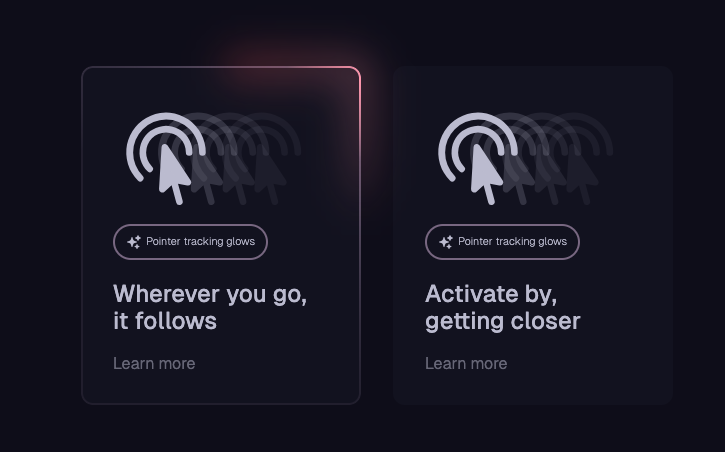 Pointer tracking glows
Wherever you go,
it follows
Learn more
Pointer tracking glows
Activate by,
getting closer
Learn more